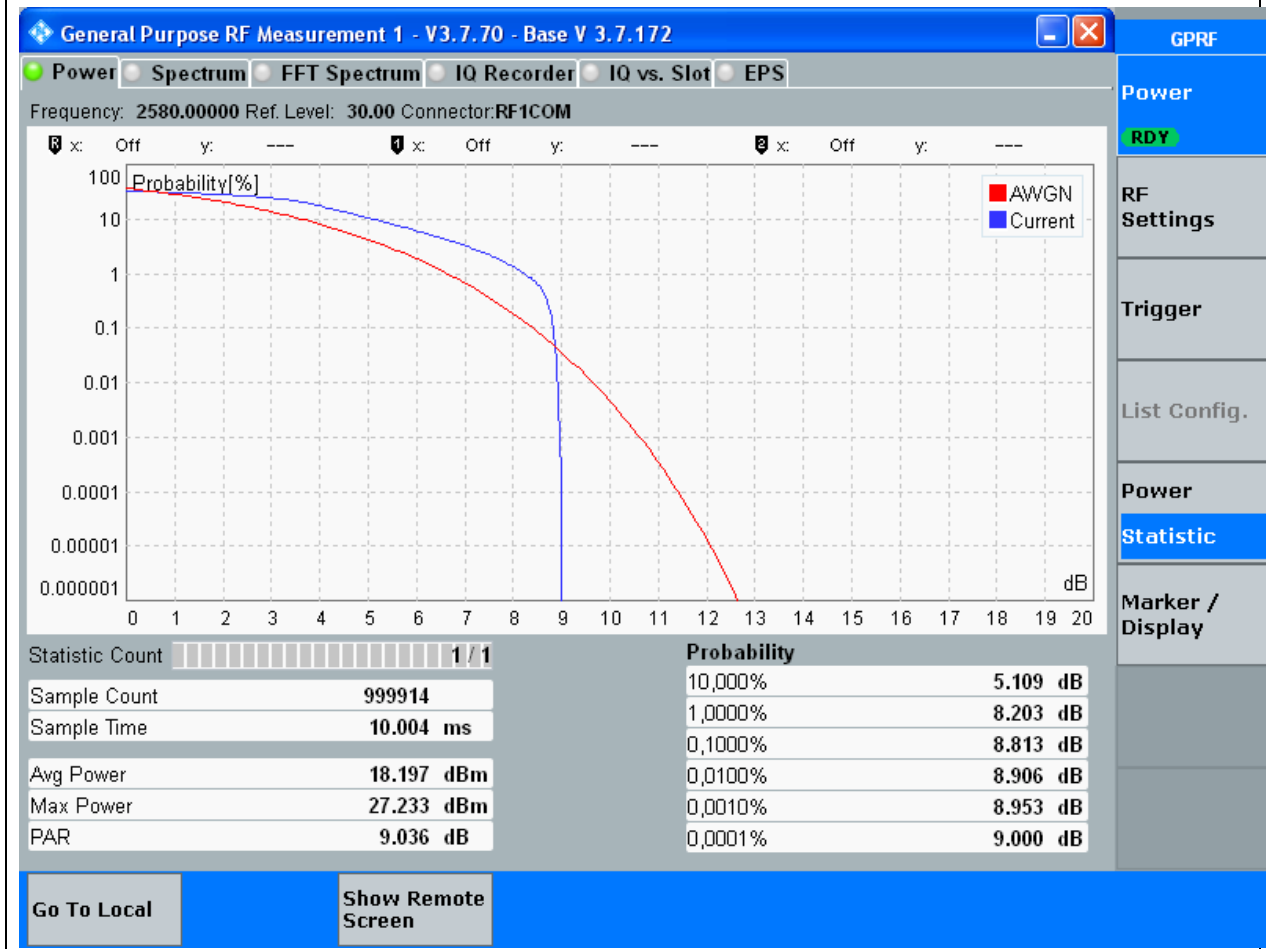 General Purpose RF Measurement 1 - V3.7.70 - Base V 3.7.172
GPRF
Power Spectrum FFT Spectrum IQ Recorder IQ vs. Slot EPS
Power
RDY
Frequency: 2580.00000 Ref. Level: 30.00 Connector:RF1COM
R x: Off y: --- 1 x: Off y: --- 2 x: Off y: ---
Probability[%]
100
10
1
0.1
0.01
0.001
0.0001
0.00001
0.000001
AWGN
Current
dB
0 1 2 3 4 5 6 7 8 9 10 11 12 13 14 15 16 17 18 19 20
RF Settings
Trigger
List Config.
Power
Statistic
Marker /
Display
Statistic Count 1 / 1
Sample Count 999914
Sample Time 10.004 ms
Avg Power 18.197 dBm
Max Power 27.233 dBm
PAR 9.036 dB
Probability
10,000% 5.109 dB
1,0000% 8.203 dB
0,1000% 8.813 dB
0,0100% 8.906 dB
0,0010% 8.953 dB
0,0001% 9.000 dB
Go To Local
Show Remote
Screen